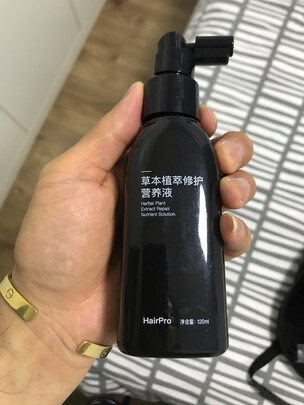 草本植萃修护
营养液
Herbal Plant
Extract Repair
Nutrient Solution
HairPro 净含量: 120ml